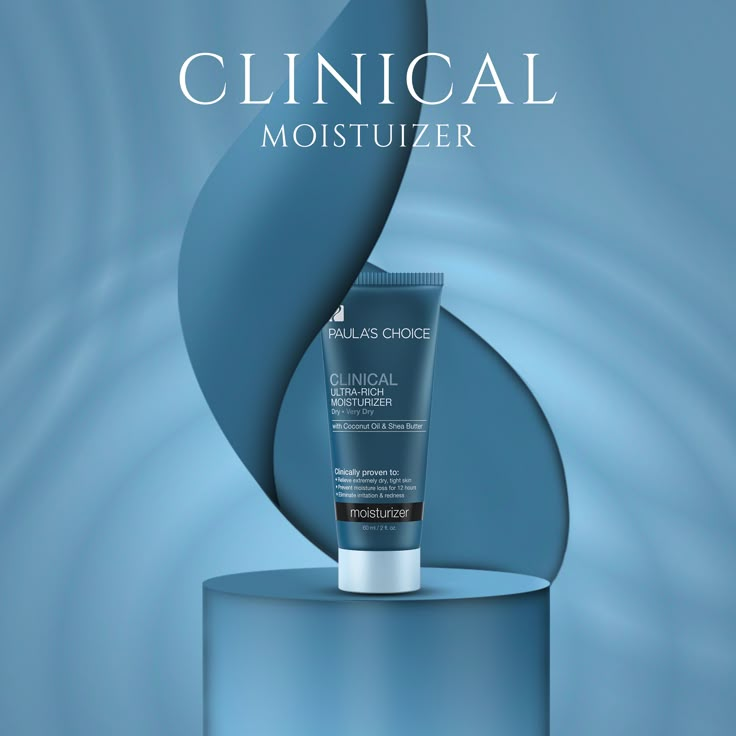 CLINICAL
MOISTUIZER
PAULA'S CHOICE
CLINICAL
ULTRA-RICH
MOISTURIZER
Dry - Very Dry
with Coconut Oil & Shea Butter
Clinically proven to:
• Relieve extremely dry, tight skin
• Prevent moisture loss for 12 hours
• Eliminate irritation & redness
moisturizer
60 ml / 2 fl. oz.